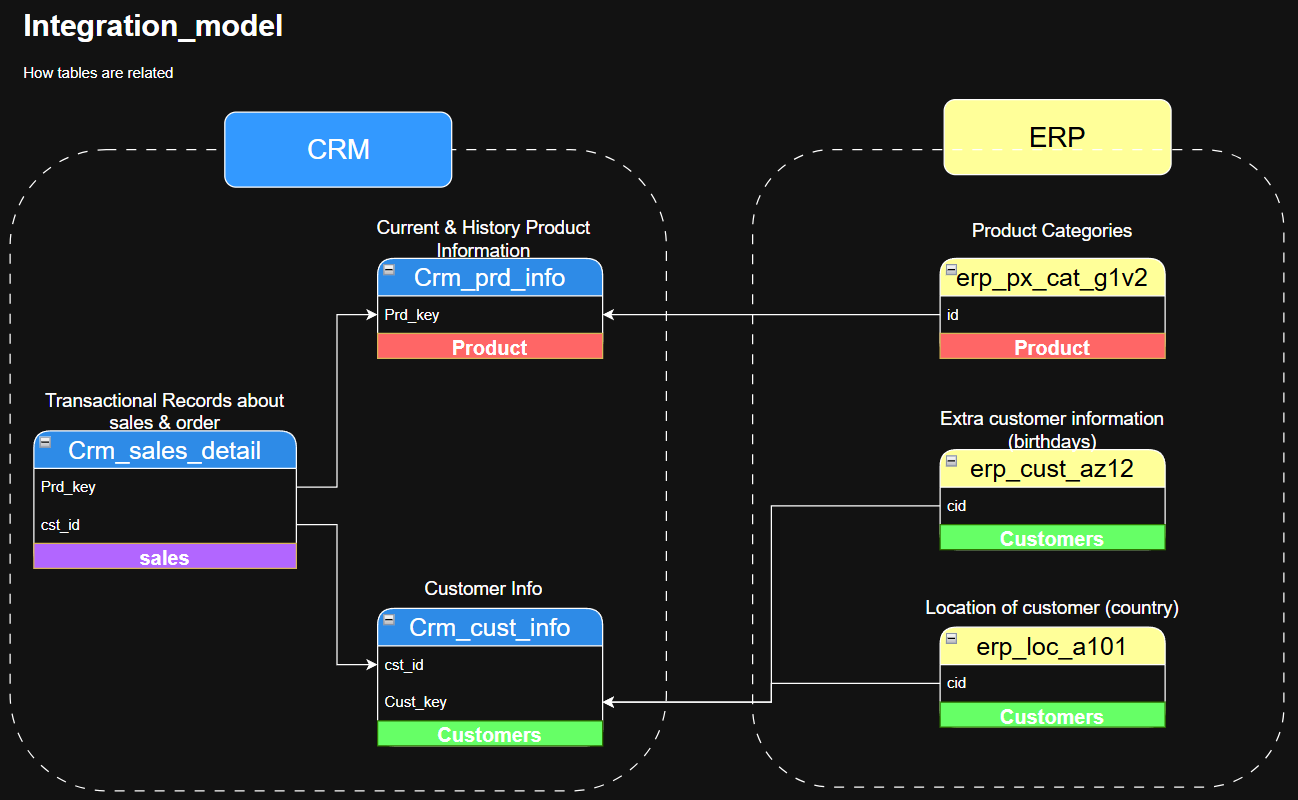 Integration_model
How tables are related
CRM
ERP
Current & History Product
Information
Crm_prd_info
Prd_key
Product
Product Categories
erp_px_cat_g1v2
id
Product
Transactional Records about
sales & order
Crm_sales_detail
Prd_key
cst_id
sales
Extra customer information
(birthdays)
erp_cust_az12
cid
Customers
Customer Info
Crm_cust_info
cst_id
Cust_key
Customers
Location of customer (country)
erp_loc_a101
cid
Customers